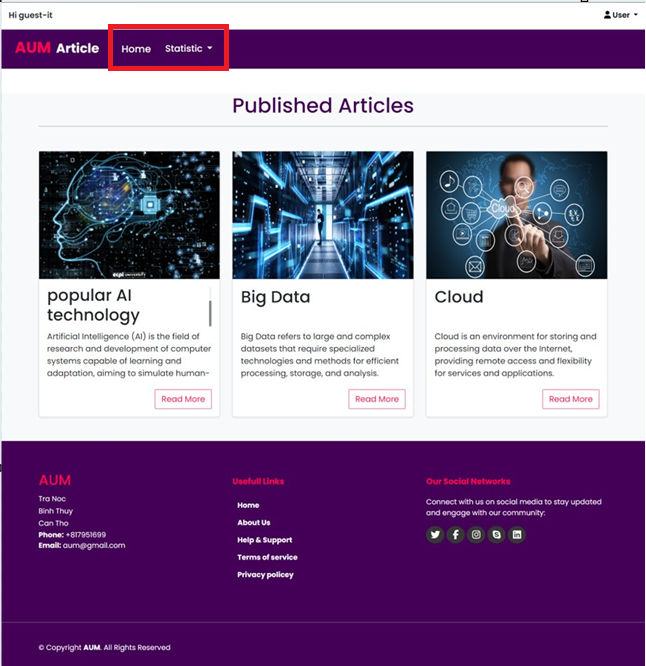 Hi guest-it
User
AUM Article
Home
Statistic
Published Articles
ecpi UNIVERSITY
Cloud
popular AI
technology
Artificial Intelligence (AI) is the field of
research and development of computer
systems capable of learning and
adaptation, aiming to simulate human-
Read More
Big Data
Big Data refers to large and complex
datasets that require specialized
technologies and methods for efficient
processing, storage, and analysis.
Read More
Cloud
Cloud is an environment for storing and
processing data over the Internet,
providing remote access and flexibility
for services and applications.
Read More
AUM
Tra Noc
Binh Thuy
Can Tho
Phone: +817951699
Email: aum@gmail.com
Usefull Links
Home
About Us
Help & Support
Terms of service
Privacy policey
Our Social Networks
Connect with us on social media to stay updated
and engage with our community:
© Copyright AUM. All Rights Reserved